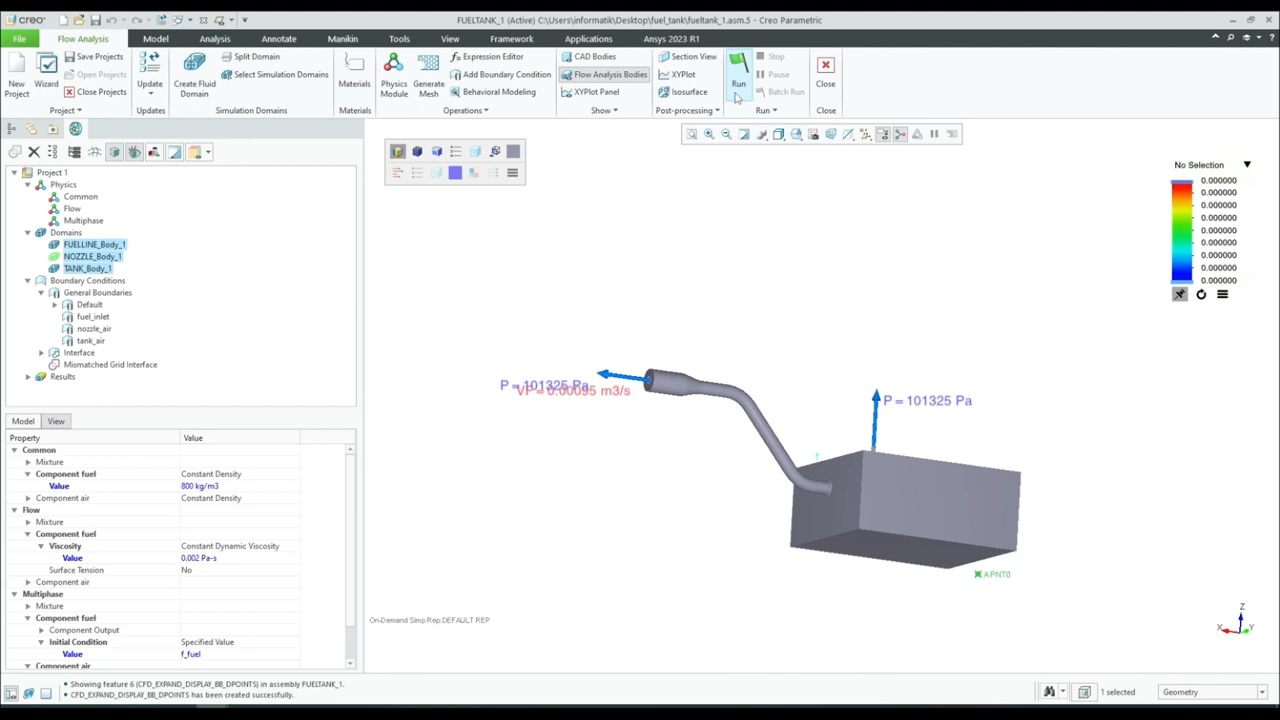 creo
FUELTANK_1 (Active) C:\Users\informatik\Desktop\fuel_tank\fueltank_1.asm.5 - Creo Parametric
File Flow Analysis Model Analysis Annotate Manikin Tools View Framework Applications Ansys 2023 R1
New Project
Wizard
Save Projects
Open Projects
Close Projects
Project
Update
Updates
Create Fluid Domain
Split Domain
Select Simulation Domains
Simulation Domains
Materials
Materials
Physics Module
Generate Mesh
Expression Editor
Add Boundary Condition
Behavioral Modeling
Operations
CAD Bodies
Flow Analysis Bodies
XYPlot Panel
Show
Section View
XYPlot
Isosurface
Post-processing
Run
Stop
Pause
Batch Run
Run
Close
Close
Project 1
Physics
Common
Flow
Multiphase
Domains
FUELLINE_Body_1
NOZZLE_Body_1
TANK_Body_1
Boundary Conditions
General Boundaries
Default
fuel_inlet
nozzle_air
tank_air
Interface
Mismatched Grid Interface
Results
Model View
Property Value
Common
Mixture
Component fuel Constant Density
Value 800 kg/m3
Component air Constant Density
Flow
Mixture
Component fuel
Viscosity Constant Dynamic Viscosity
Value 0.002 Pa-s
Surface Tension No
Component air
Multiphase
Mixture
Component fuel
Component Output
Initial Condition Specified Value
Value f_fuel
Component air
No Selection
0.000000
0.000000
0.000000
0.000000
0.000000
0.000000
0.000000
0.000000
0.000000
P = 101325 Pa
VF = 0.00095 m3/s
P = 101325 Pa
APNT0
On-Demand Simp Rep:DEFAULT REP
X Z Y
Showing feature 6 (CFD_EXPAND_DISPLAY_BB_DPOINTS) in assembly FUELTANK_1.
CFD_EXPAND_DISPLAY_BB_DPOINTS has been created successfully.
1 selected
Geometry